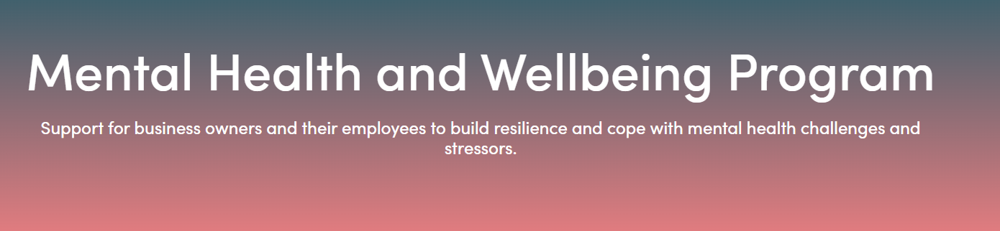 Mental Health and Wellbeing Program
Support for business owners and their employees to build resilience and cope with mental health challenges and
stressors.